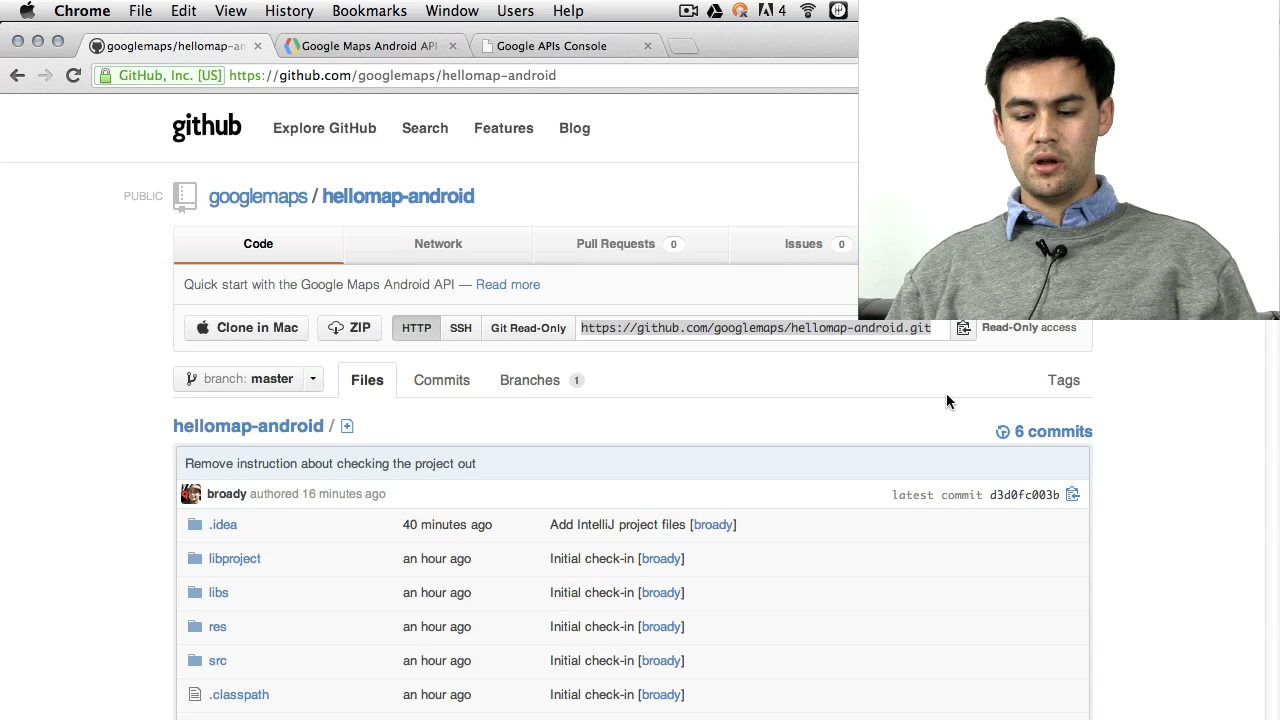 Chrome File Edit View History Bookmarks Window Users Help 4
googlemaps/hellomap-an Google Maps Android API Google APIs Console
GitHub, Inc. [US] https://github.com/googlemaps/hellomap-android
github Explore GitHub Search Features Blog
PUBLIC googlemaps / hellomap-android
Code Network Pull Requests 0 Issues 0
Quick start with the Google Maps Android API — Read more
Clone in Mac ZIP HTTP SSH Git Read-Only https://github.com/googlemaps/hellomap-android.git Read-Only access
branch: master Files Commits Branches 1 Tags
hellomap-android / 6 commits
Remove instruction about checking the project out
broady authored 16 minutes ago latest commit d3d0fc003b
.idea 40 minutes ago Add IntelliJ project files [broady]
libproject an hour ago Initial check-in [broady]
libs an hour ago Initial check-in [broady]
res an hour ago Initial check-in [broady]
src an hour ago Initial check-in [broady]
.classpath an hour ago Initial check-in [broady]